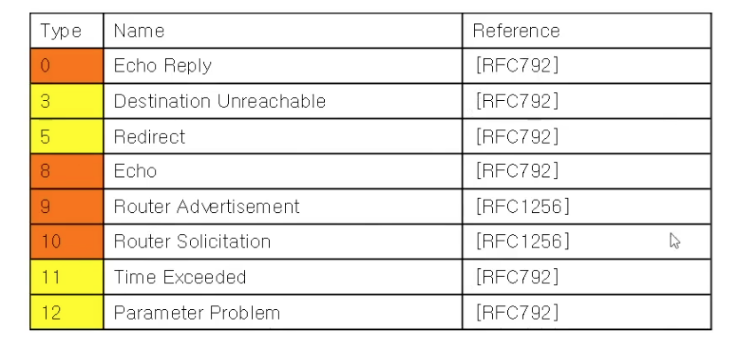 Type Name Reference
0 Echo Reply [RFC792]
3 Destination Unreachable [RFC792]
5 Redirect [RFC792]
8 Echo [RFC792]
9 Router Advertisement [RFC1256]
10 Router Solicitation [RFC1256]
11 Time Exceeded [RFC792]
12 Parameter Problem [RFC792]